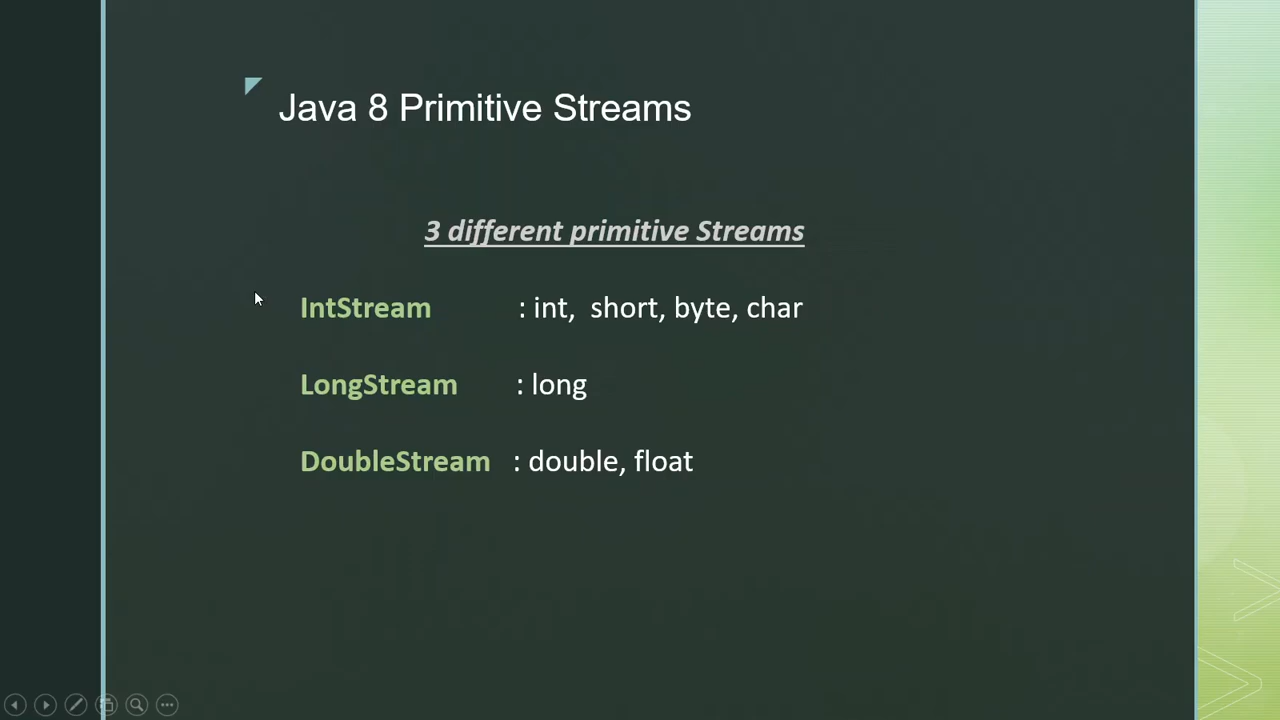 Java 8 Primitive Streams
3 different primitive Streams
IntStream : int, short, byte, char
LongStream : long
DoubleStream : double, float